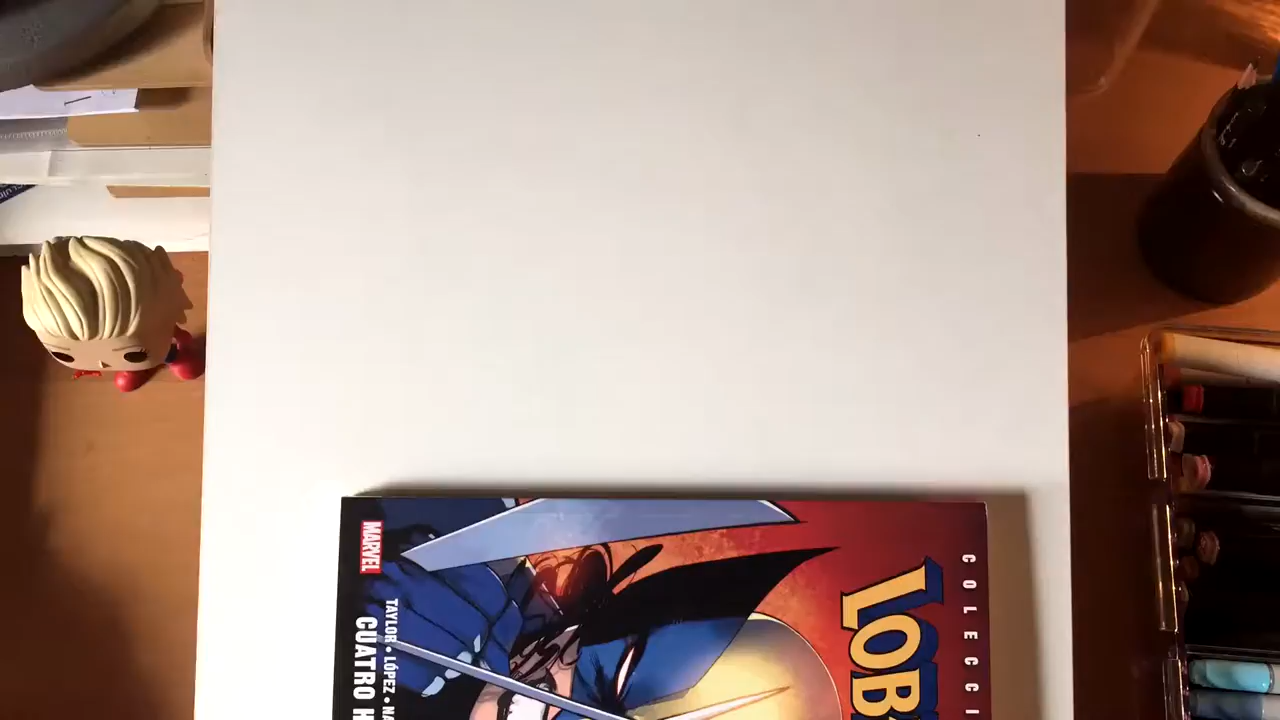 COLECCI
LOB
MARVEL
TAYLOR • LÓPEZ • NA
CUATRO H